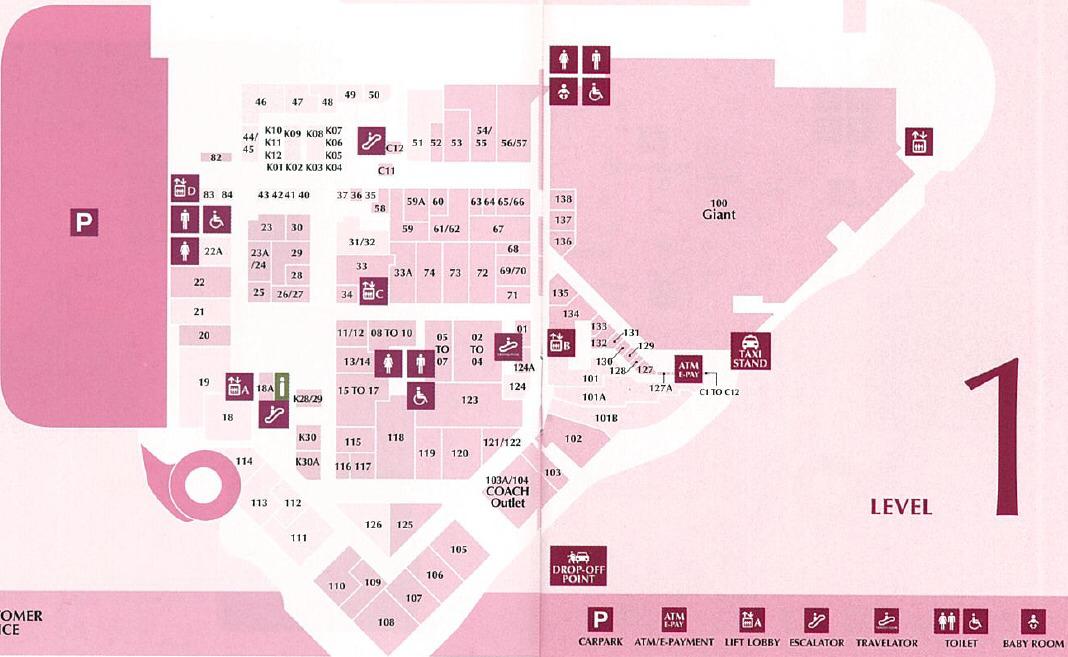 49 50
46 47 48
K10 K09 K08 K07
44/ K11 K06
45 K12 K05
K01 K02 K03 K04
C12
51 52 53 54/
55 56/57
82
C11
D 83 84 43 42 41 40 37 36 35
58
59A 60 63 64 65/66
138
P
100
Giant
23 30
59 61/62 67
137
22A 31/32
136
23A
/24 29
68
33
33A 74 73 72 69/70
28
22
25 26/27 34 C 71
135
21
134
11/12 08 TO 10 05
TO
07 02
TO
04 01
133 131
20
132 129
B
TAXI
STAND
13/14
130
128 127
124A
ATM
E-PAY
19 A 18A i
15 TO 17
124
101
127A
C1 TO C12
K28/29
123
101A
18
101B
K30
115 118
121/122
102
119 120
K30A
114
116 117
103
103A/104
COACH
Outlet
113 112
126 125
111
LEVEL
1
105
DROP-OFF
POINT
110 109 106
107
108
TOMER
ICE
P ATM
E-PAY A
CARPARK ATM/E-PAYMENT LIFT LOBBY ESCALATOR TRAVELATOR TOILET BABY ROOM